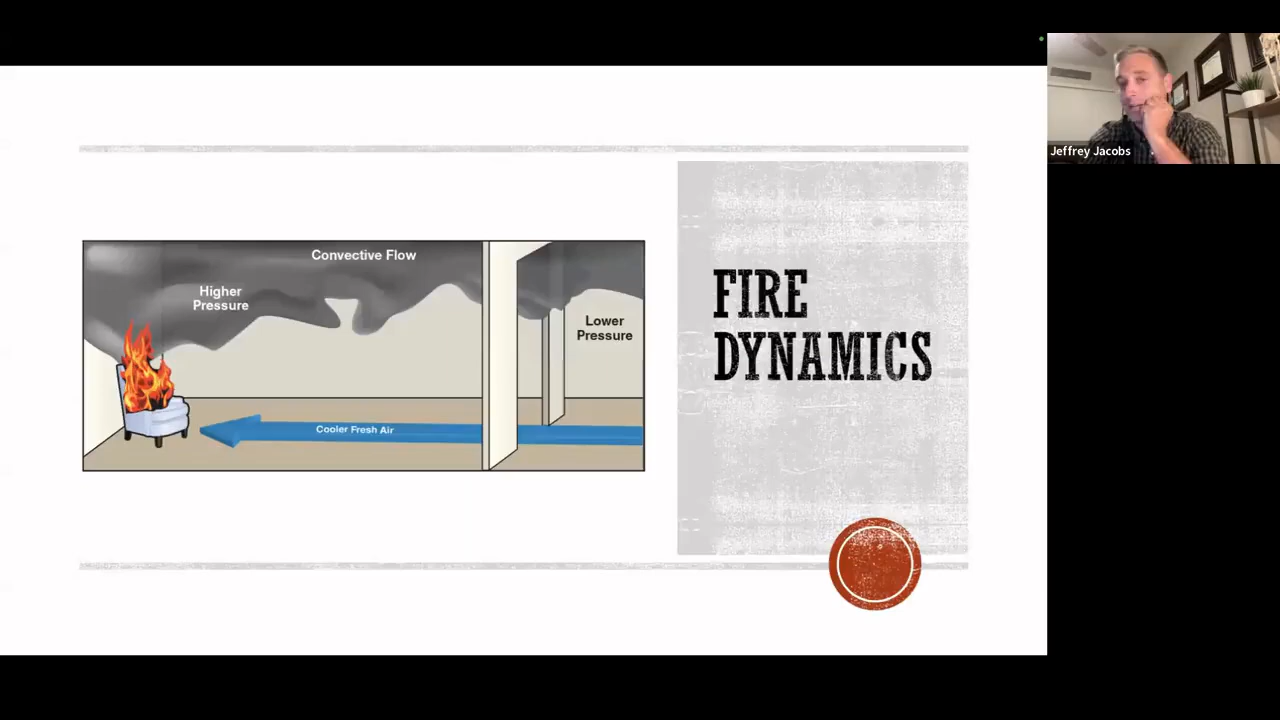 Convective Flow
Higher
Pressure
Lower
Pressure
Cooler Fresh Air
FIRE
DYNAMICS
Jeffrey Jacobs